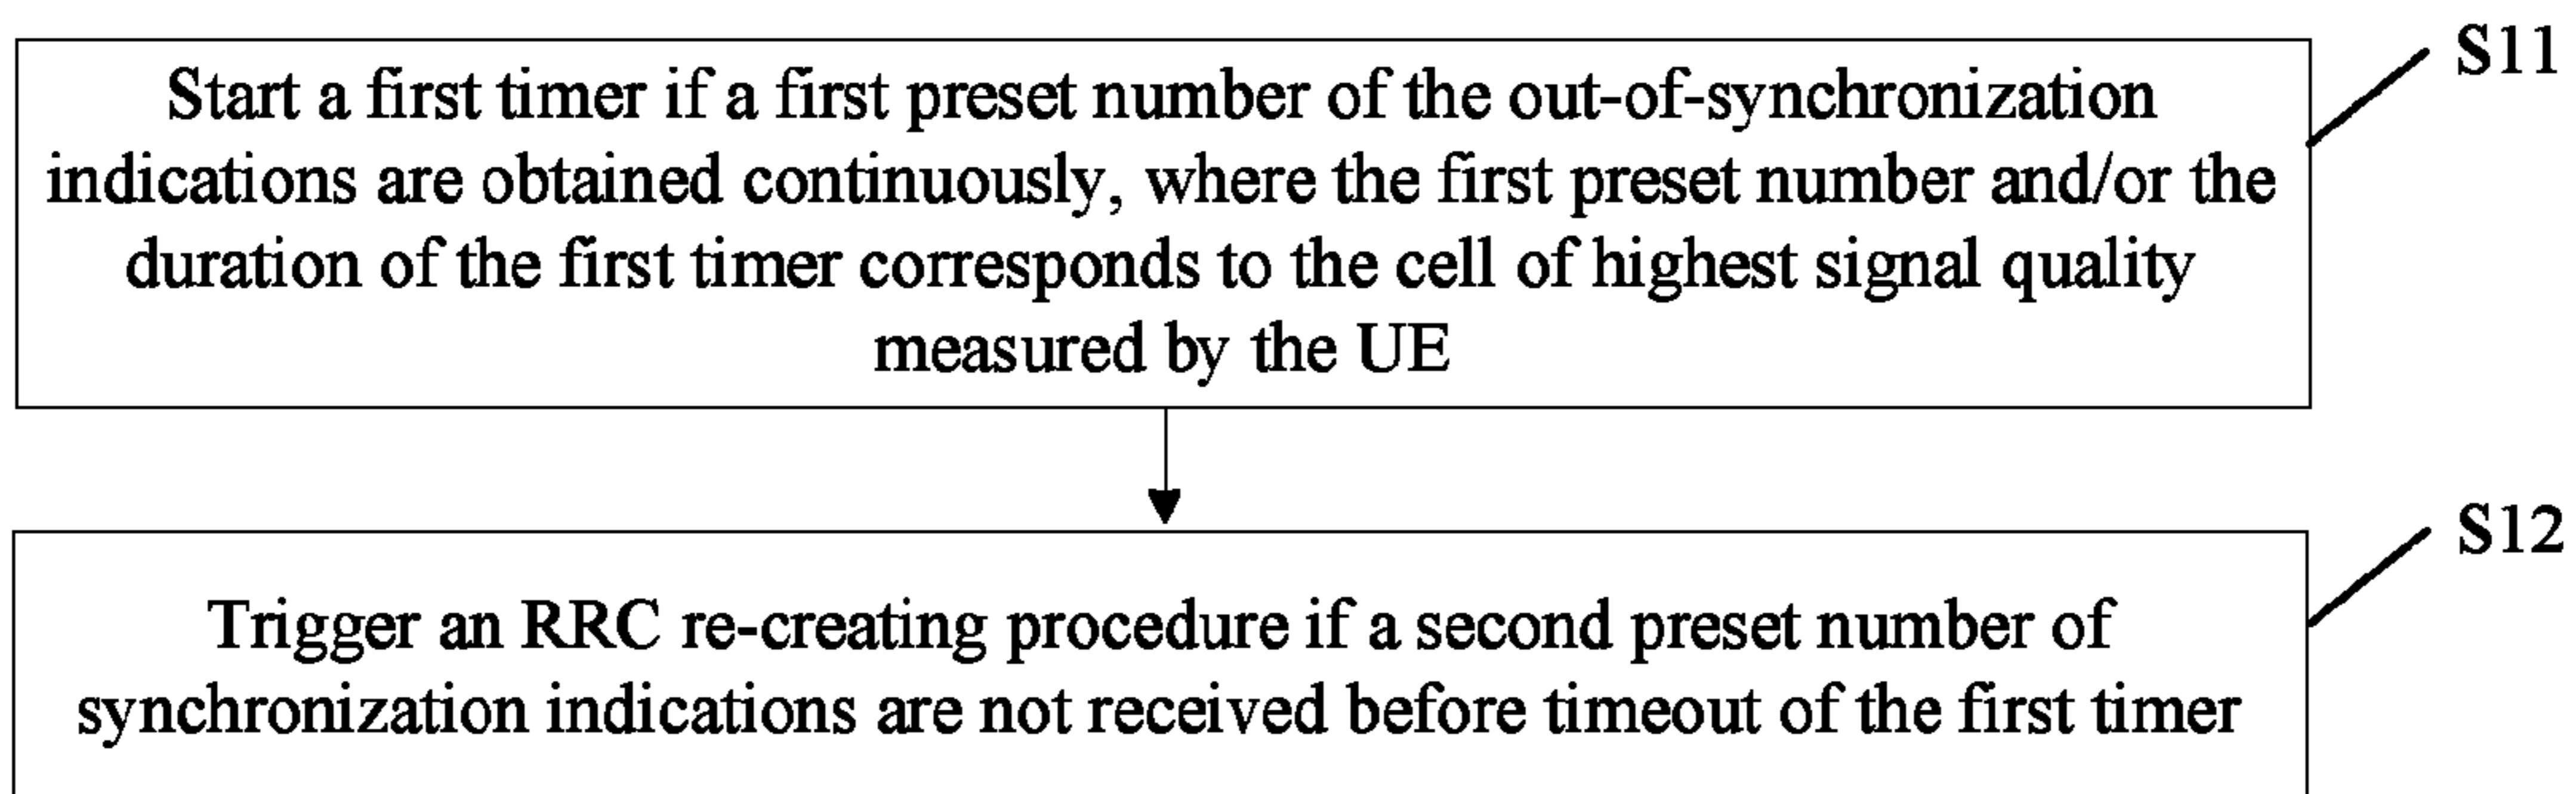 S11
Start a first timer if a first preset number of the out-of-synchronization
indications are obtained continuously, where the first preset number and/or the
duration of the first timer corresponds to the cell of highest signal quality
measured by the UE
S12
Trigger an RRC re-creating procedure if a second preset number of
synchronization indications are not received before timeout of the first timer